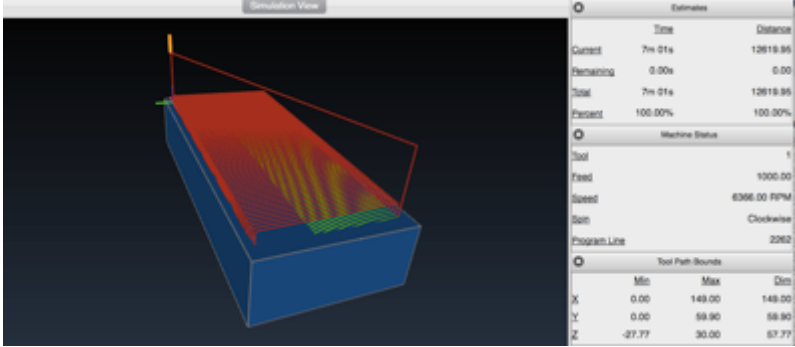 Simulation View
Estimates
Time Distance
Current 7m 01s 12619.95
Remaining 0.00s 0.00
Total 7m 01s 12619.95
Percent 100.00% 100.00%
Machine Status
Tool 1
Feed 1000.00
Speed 6366.00 RPM
Spin Clockwise
Program Line 2262
Tool Path Bounds
Min Max Dim
X 0.00 149.00 149.00
Y 0.00 59.90 59.90
Z -27.77 30.00 57.77